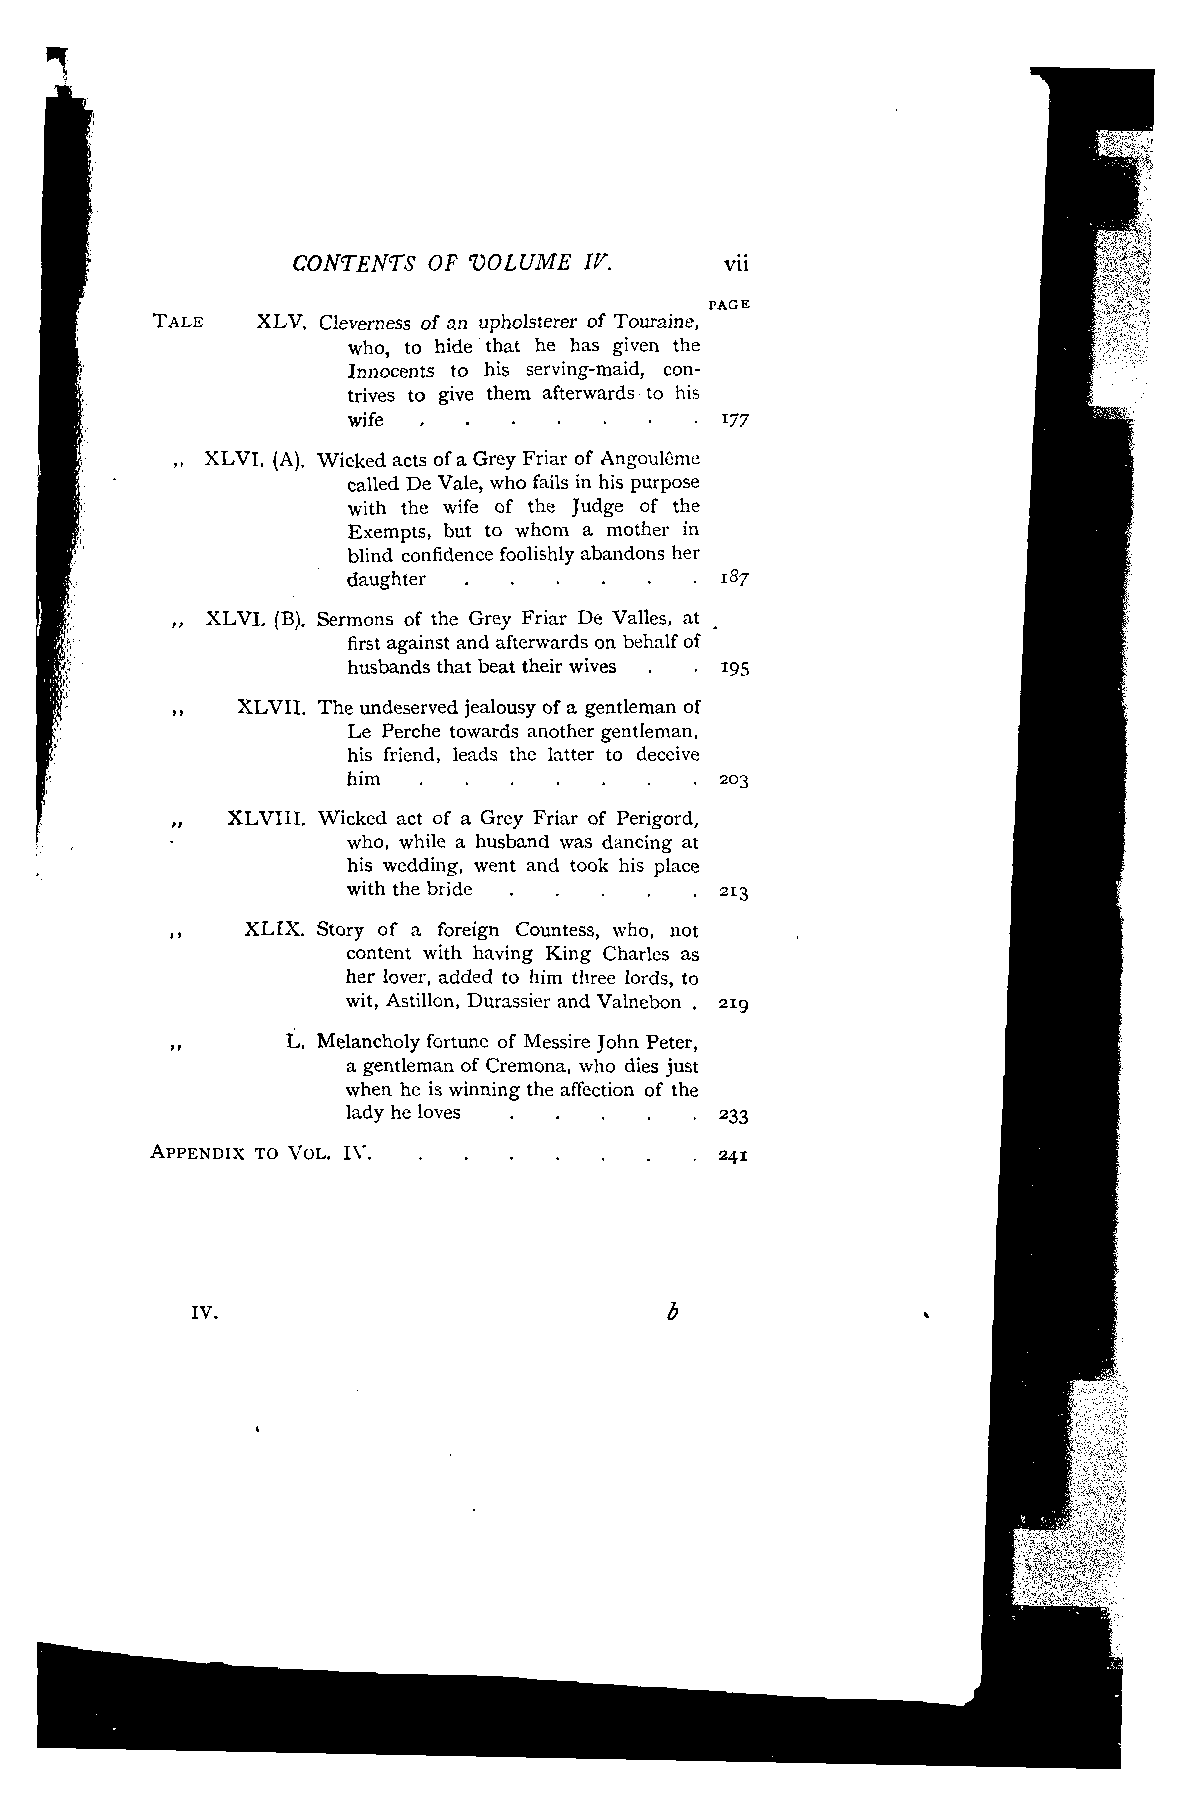 CONTENTS OF VOLUME IV. vii
PAGE
TALE XLV. Cleverness of an upholsterer of Touraine,
who, to hide that he has given the
Innocents to his serving-maid, con-
trives to give them afterwards to his
wife . . . . . . . 177
,, XLVI. (A). Wicked acts of a Grey Friar of Angoulême
called De Vale, who fails in his purpose
with the wife of the Judge of the
Exempts, but to whom a mother in
blind confidence foolishly abandons her
daughter . . . . . . 187
,, XLVI. (B). Sermons of the Grey Friar De Valles, at
first against and afterwards on behalf of
husbands that beat their wives . . 195
,, XLVII. The undeserved jealousy of a gentleman of
Le Perche towards another gentleman,
his friend, leads the latter to deceive
him . . . . . . . 203
,, XLVIII. Wicked act of a Grey Friar of Perigord,
who, while a husband was dancing at
his wedding, went and took his place
with the bride . . . . . 213
,, XLIX. Story of a foreign Countess, who, not
content with having King Charles as
her lover, added to him three lords, to
wit, Astillon, Durassier and Valnebon . 219
,, L. Melancholy fortune of Messire John Peter,
a gentleman of Cremona, who dies just
when he is winning the affection of the
lady he loves . . . . . 233
APPENDIX TO VOL. IV. . . . . . . . 241
IV. b